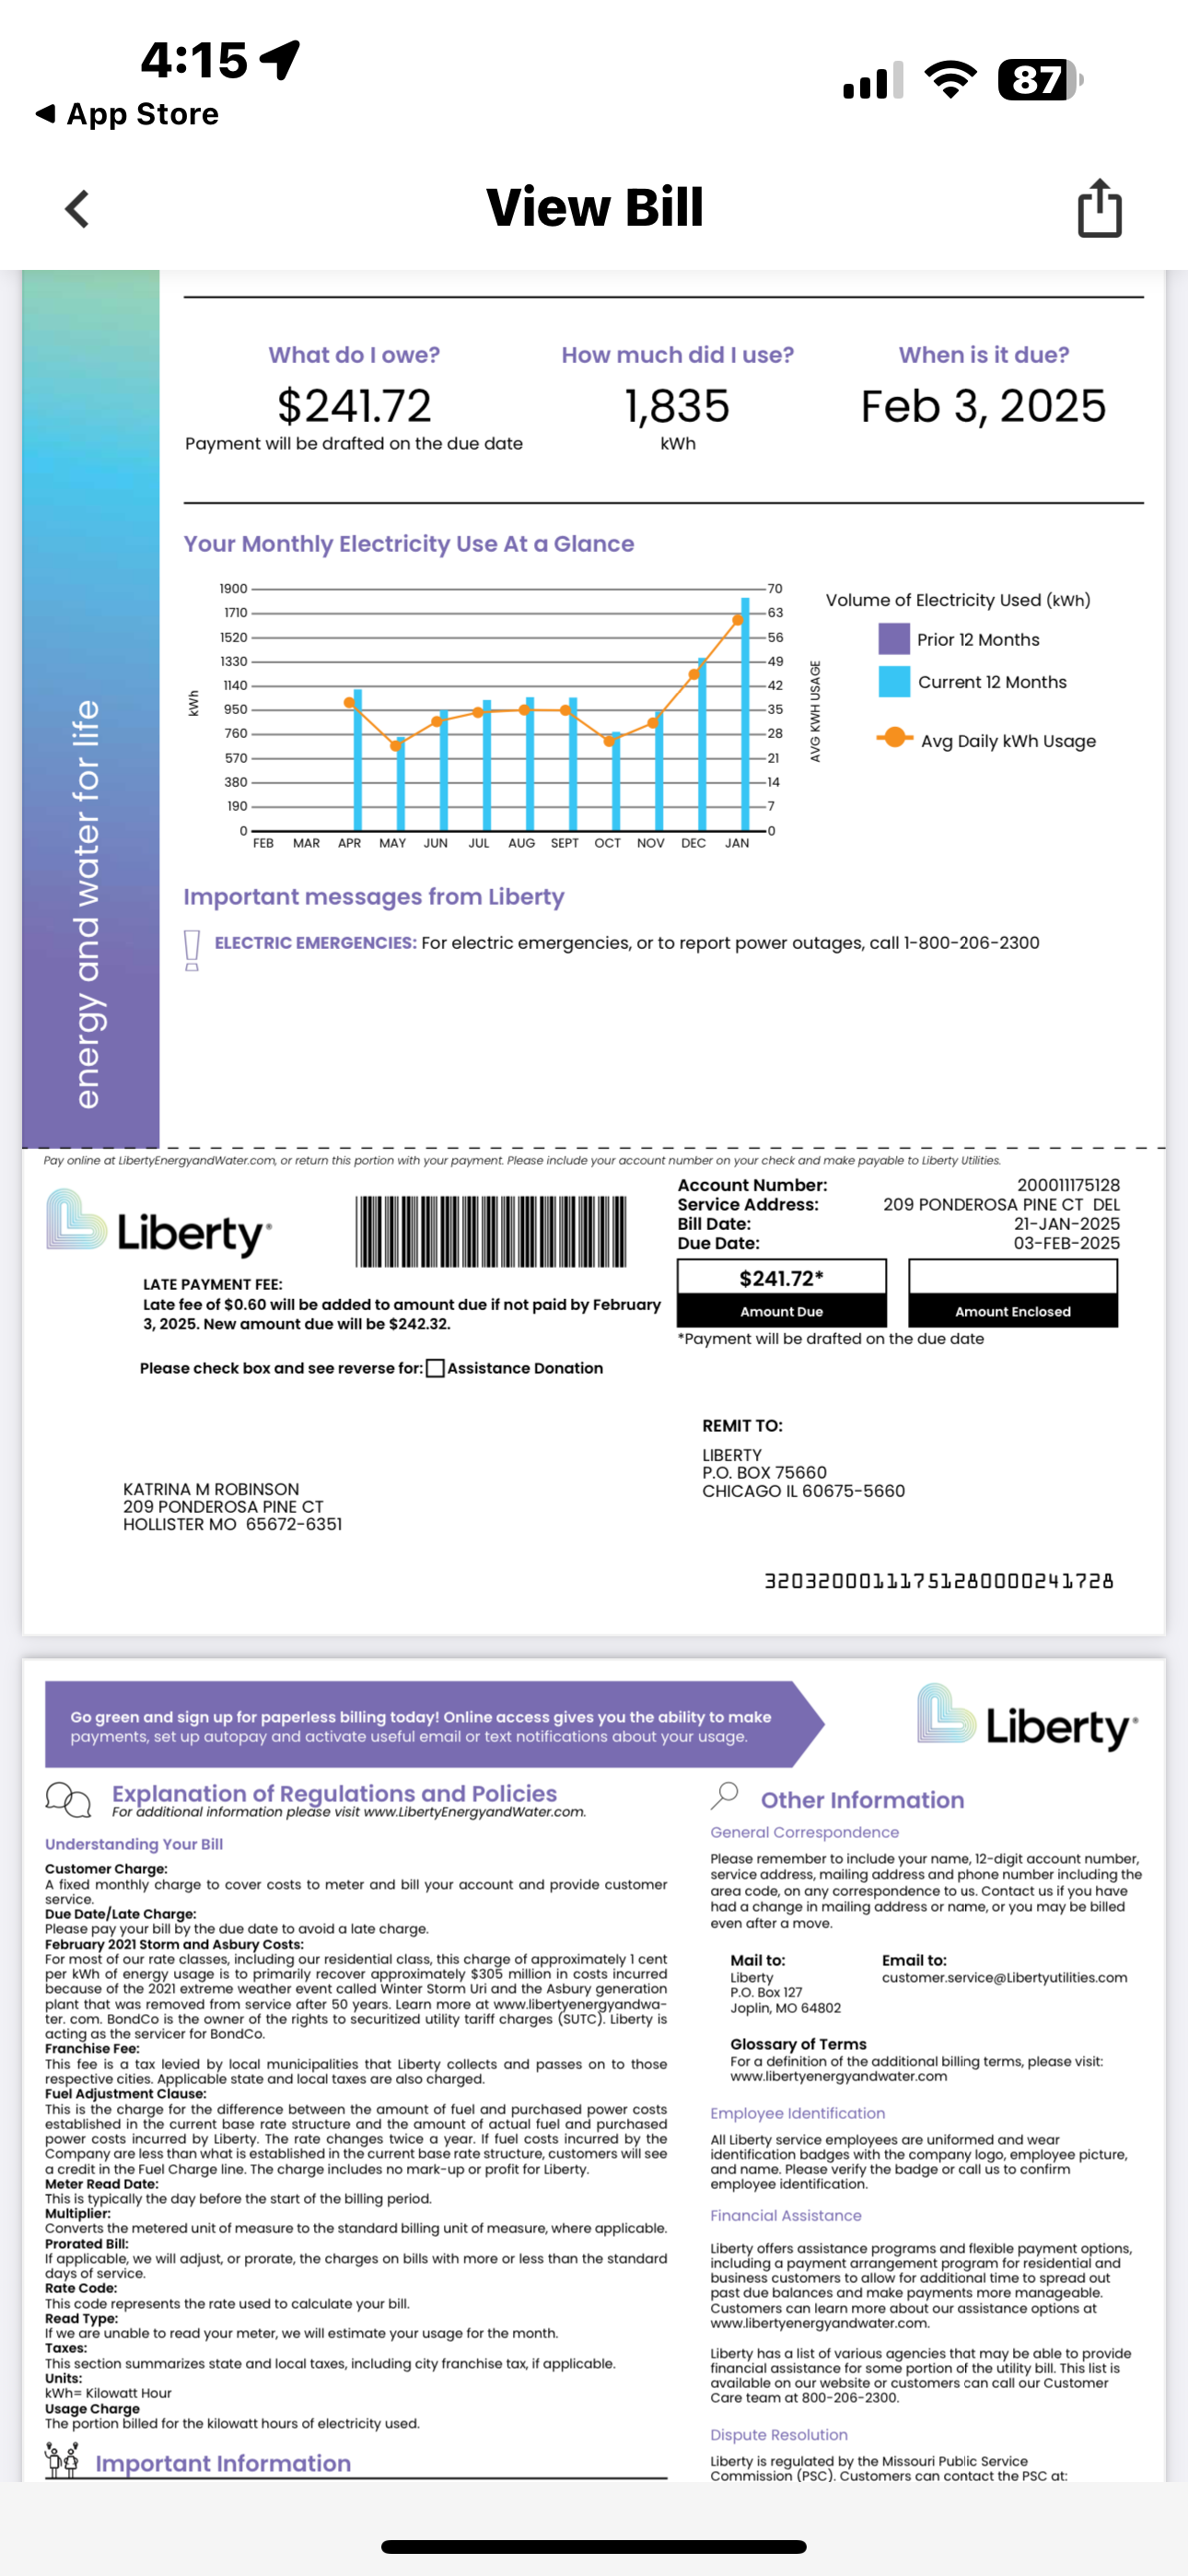 4:15
87
◀ App Store
View Bill
What do I owe?
$241.72
Payment will be drafted on the due date
How much did I use?
1,835
kWh
When is it due?
Feb 3, 2025
energy and water for life
Your Monthly Electricity Use At a Glance
kWh
1900
1710
1520
1330
1140
950
760
570
380
190
0
70
63
56
49
42
35
28
21
14
7
0
AVG KWH USAGE
FEB MAR APR MAY JUN JUL AUG SEPT OCT NOV DEC JAN
Volume of Electricity Used (kWh)
Prior 12 Months
Current 12 Months
Avg Daily kWh Usage
Important messages from Liberty
ELECTRIC EMERGENCIES: For electric emergencies, or to report power outages, call 1-800-206-2300
Pay online at LibertyEnergyandWater.com, or return this portion with your payment. Please include your account number on your check and make payable to Liberty Utilities.
Liberty
Account Number: 200011175128
Service Address: 209 PONDEROSA PINE CT DEL
Bill Date: 21-JAN-2025
Due Date: 03-FEB-2025
$241.72*
Amount Due
Amount Enclosed
*Payment will be drafted on the due date
LATE PAYMENT FEE:
Late fee of $0.60 will be added to amount due if not paid by February
3, 2025. New amount due will be $242.32.
Please check box and see reverse for: Assistance Donation
REMIT TO:
LIBERTY
P.O. BOX 75660
CHICAGO IL 60675-5660
KATRINA M ROBINSON
209 PONDEROSA PINE CT
HOLLISTER MO 65672-6351
32032000111751280000241728
Go green and sign up for paperless billing today! Online access gives you the ability to make
payments, set up autopay and activate useful email or text notifications about your usage.
Liberty
Explanation of Regulations and Policies
For additional information please visit www.LibertyEnergyandWater.com.
Understanding Your Bill
Customer Charge:
A fixed monthly charge to cover costs to meter and bill your account and provide customer
service.
Due Date/Late Charge:
Please pay your bill by the due date to avoid a late charge.
February 2021 Storm and Asbury Costs:
For most of our rate classes, including our residential class, this charge of approximately 1 cent
per kWh of energy usage is to primarily recover approximately $305 million in costs incurred
because of the 2021 extreme weather event called Winter Storm Uri and the Asbury generation
plant that was removed from service after 50 years. Learn more at www.libertyenergyandwa-
ter. com. BondCo is the owner of the rights to securitized utility tariff charges (SUTC). Liberty is
acting as the servicer for BondCo.
Franchise Fee:
This fee is a tax levied by local municipalities that Liberty collects and passes on to those
respective cities. Applicable state and local taxes are also charged.
Fuel Adjustment Clause:
This is the charge for the difference between the amount of fuel and purchased power costs
established in the current base rate structure and the amount of actual fuel and purchased
power costs incurred by Liberty. The rate changes twice a year. If fuel costs incurred by the
Company are less than what is established in the current base rate structure, customers will see
a credit in the Fuel Charge line. The charge includes no mark-up or profit for Liberty.
Meter Read Date:
This is typically the day before the start of the billing period.
Multiplier:
Converts the metered unit of measure to the standard billing unit of measure, where applicable.
Prorated Bill:
If applicable, we will adjust, or prorate, the charges on bills with more or less than the standard
days of service.
Rate Code:
This code represents the rate used to calculate your bill.
Read Type:
If we are unable to read your meter, we will estimate your usage for the month.
Taxes:
This section summarizes state and local taxes, including city franchise tax, if applicable.
Units:
kWh= Kilowatt Hour
Usage Charge
The portion billed for the kilowatt hours of electricity used.
Important Information
Other Information
General Correspondence
Please remember to include your name, 12-digit account number,
service address, mailing address and phone number including the
area code, on any correspondence to us. Contact us if you have
had a change in mailing address or name, or you may be billed
even after a move.
Mail to:
Liberty
P.O. Box 127
Joplin, MO 64802
Email to:
customer.service@Libertyutilities.com
Glossary of Terms
For a definition of the additional billing terms, please visit:
www.libertyenergyandwater.com
Employee Identification
All Liberty service employees are uniformed and wear
identification badges with the company logo, employee picture,
and name. Please verify the badge or call us to confirm
employee identification.
Financial Assistance
Liberty offers assistance programs and flexible payment options,
including a payment arrangement program for residential and
business customers to allow for additional time to spread out
past due balances and make payments more manageable.
Customers can learn more about our assistance options at
www.libertyenergyandwater.com.
Liberty has a list of various agencies that may be able to provide
financial assistance for some portion of the utility bill. This list is
available on our website or customers can call our Customer
Care team at 800-206-2300.
Dispute Resolution
Liberty is regulated by the Missouri Public Service
Commission (PSC). Customers can contact the PSC at: